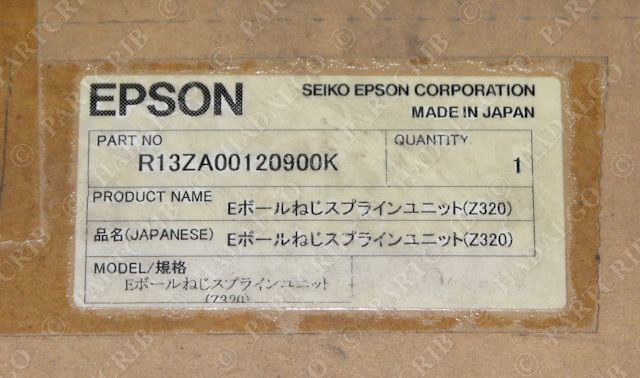 EPSON
SEIKO EPSON CORPORATION
MADE IN JAPAN
PART NO
R13ZA00120900K
QUANTITY
1
PRODUCT NAME
Eボールねじスプラインユニット(Z320)
品名(JAPANESE)
Eボールねじスプラインユニット(Z320)
MODEL/規格
Eボールねじスプラインユニット
(Z320)
© PARTCRIB
© HIADALGO